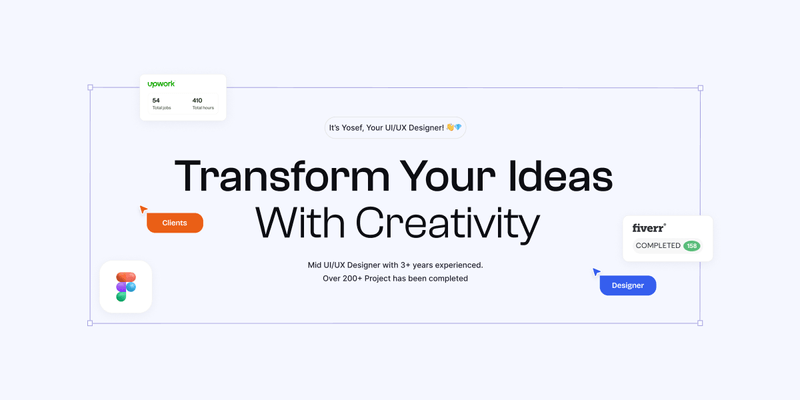 upwork
54 410
Total jobs Total hours
It's Yosef, Your UI/UX Designer! 👋💎
Transform Your Ideas
With Creativity
Clients
fiverr®
COMPLETED 158
Mid UI/UX Designer with 3+ years experienced.
Over 200+ Project has been completed
Designer